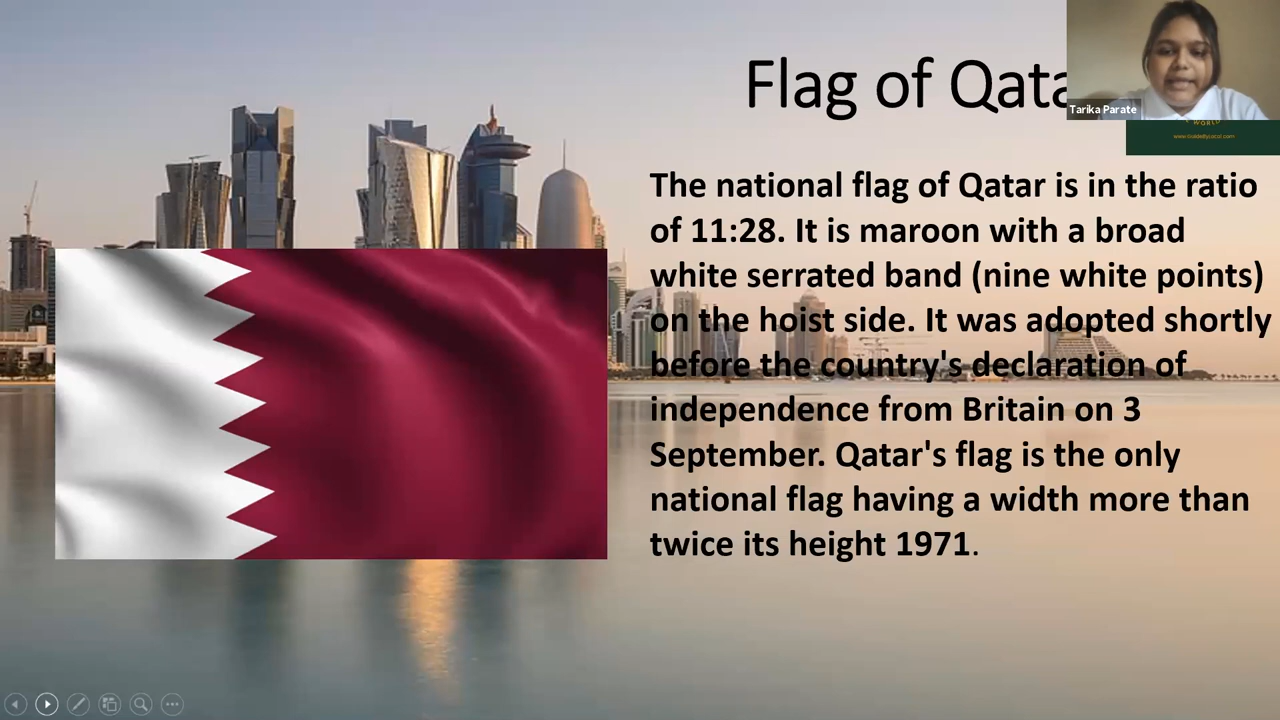 Flag of Qata
Tarika Parate
WORLD
The national flag of Qatar is in the ratio
of 11:28. It is maroon with a broad
white serrated band (nine white points)
on the hoist side. It was adopted shortly
before the country's declaration of
independence from Britain on 3
September. Qatar's flag is the only
national flag having a width more than
twice its height 1971.